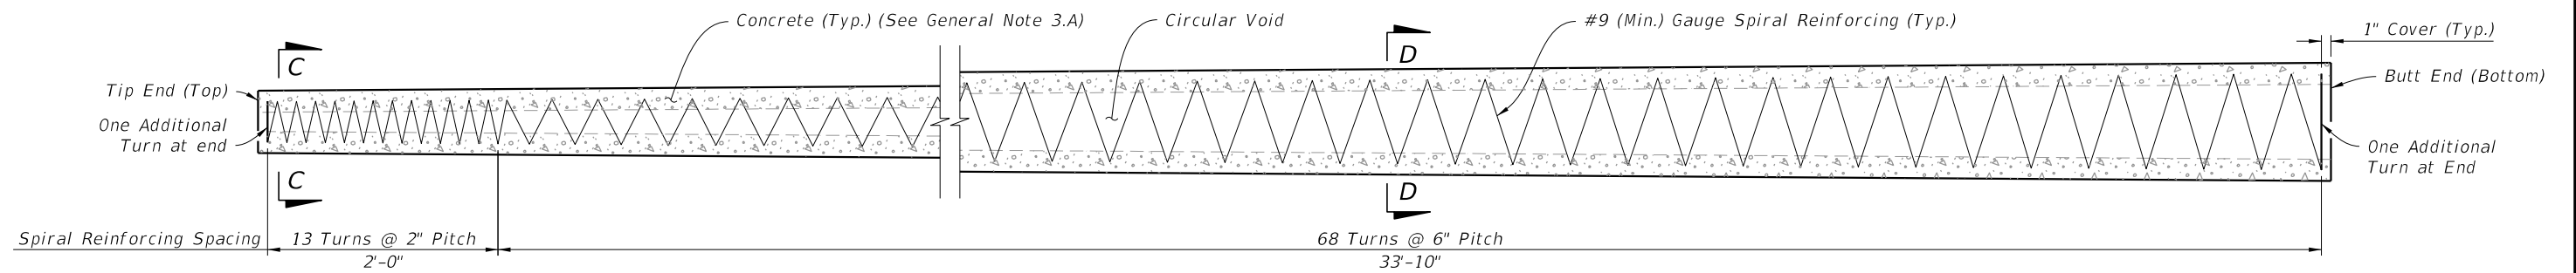 Concrete (Typ.) (See General Note 3.A)
Circular Void
#9 (Min.) Gauge Spiral Reinforcing (Typ.)
1" Cover (Typ.)
C
D
Tip End (Top)
Butt End (Bottom)
One Additional
Turn at end
One Additional
Turn at End
C
D
Spiral Reinforcing Spacing
13 Turns @ 2" Pitch
68 Turns @ 6" Pitch
2'-0"
33'-10"